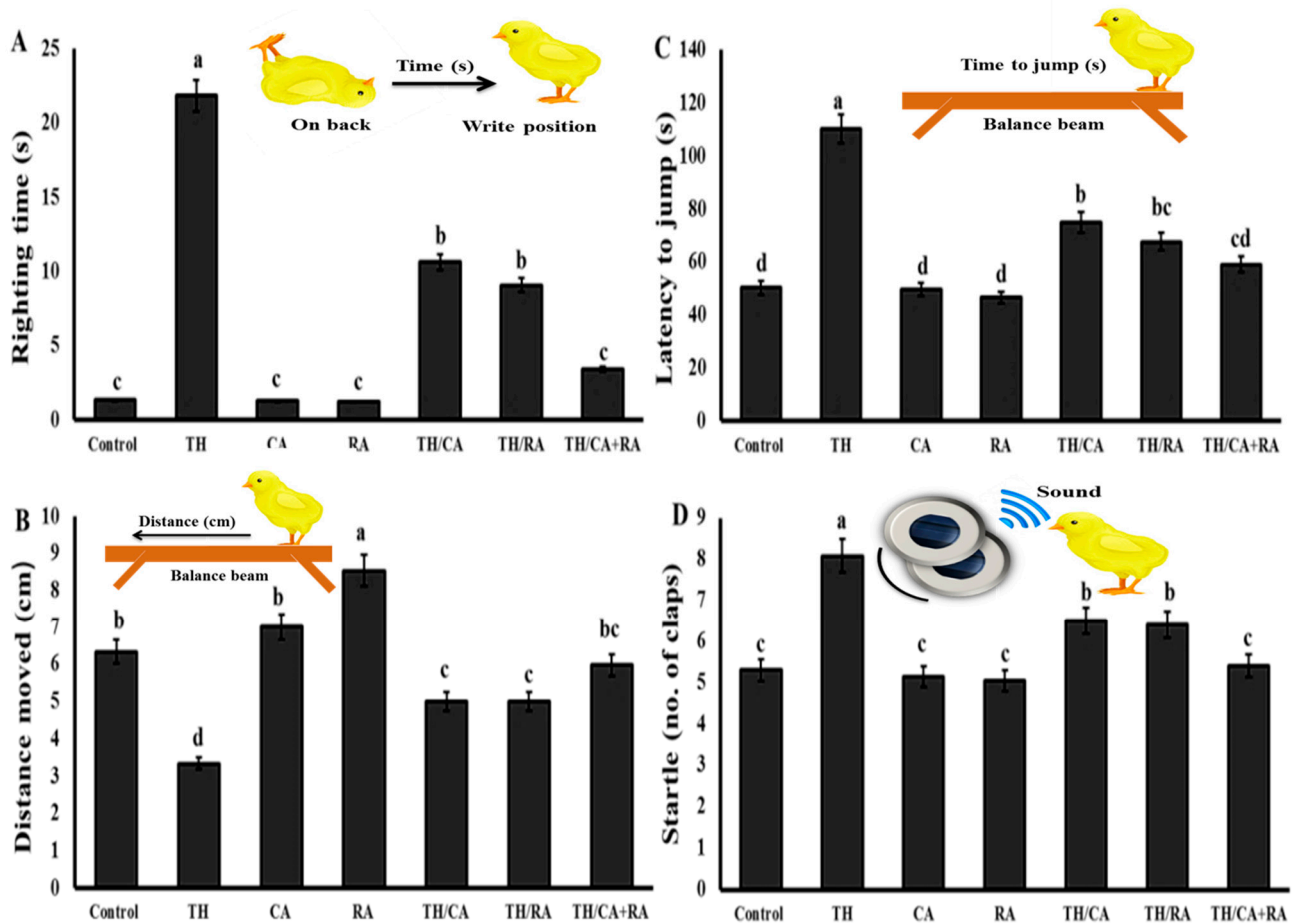 A
Righting time (s)
25
20
15
10
5
0
a
c
c
c
b
b
c
Time (s)
On back
Write position
Control TH CA RA TH/CA TH/RA TH/CA+RA
C
Latency to jump (s)
140
120
100
80
60
40
20
0
Time to jump (s)
Balance beam
d
a
d
d
b
bc
cd
Control TH CA RA TH/CA TH/RA TH/CA+RA
B
Distance moved (cm)
10
9
8
7
6
5
4
3
2
1
0
Distance (cm)
Balance beam
b
d
b
a
c
c
bc
Control TH CA RA TH/CA TH/RA TH/CA+RA
D
Startle (no. of claps)
9
8
7
6
5
4
3
2
1
0
Sound
c
a
c
c
b
b
c
Control TH CA RA TH/CA TH/RA TH/CA+RA